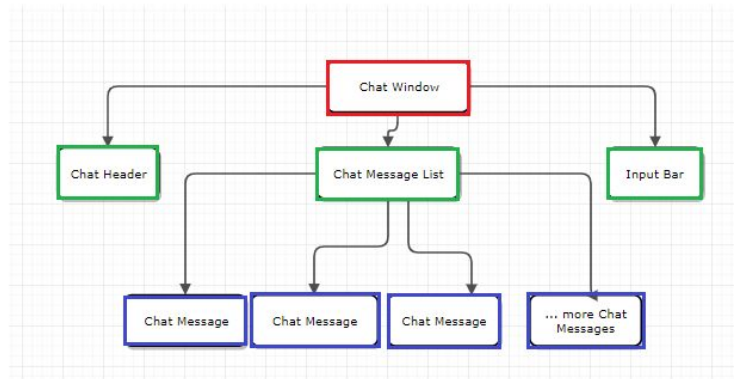 Chat Window
Chat Header
Chat Message List
Input Bar
Chat Message
Chat Message
Chat Message
... more Chat
Messages